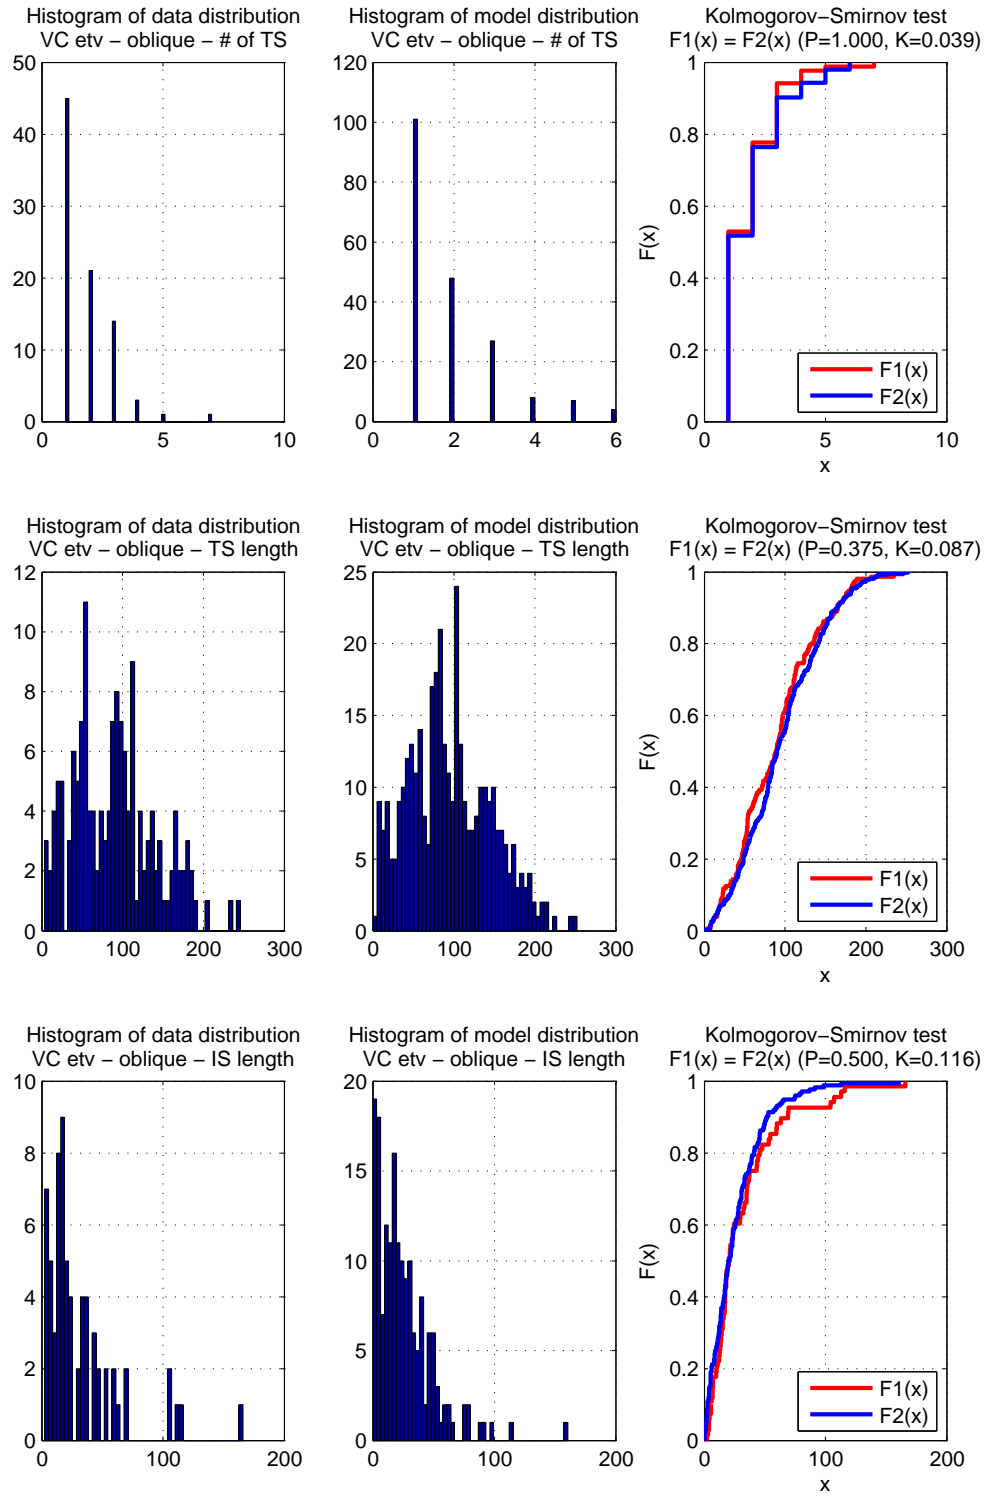 Histogram of data distribution
VC etv − oblique − # of TS
50
40
30
20
10
0
0 5 10
Histogram of model distribution
VC etv − oblique − # of TS
120
100
80
60
40
20
0
0 2 4 6
Kolmogorov−Smirnov test
F1(x) = F2(x) (P=1.000, K=0.039)
1
0.8
0.6
0.4
0.2
0
F(x)
F1(x)
F2(x)
0 5 10
x
Histogram of data distribution
VC etv − oblique − TS length
12
10
8
6
4
2
0
0 100 200 300
Histogram of model distribution
VC etv − oblique − TS length
25
20
15
10
5
0
0 100 200 300
Kolmogorov−Smirnov test
F1(x) = F2(x) (P=0.375, K=0.087)
1
0.8
0.6
0.4
0.2
0
F(x)
F1(x)
F2(x)
0 100 200 300
x
Histogram of data distribution
VC etv − oblique − IS length
10
8
6
4
2
0
0 100 200
Histogram of model distribution
VC etv − oblique − IS length
20
15
10
5
0
0 100 200
Kolmogorov−Smirnov test
F1(x) = F2(x) (P=0.500, K=0.116)
1
0.8
0.6
0.4
0.2
0
F(x)
F1(x)
F2(x)
0 100 200
x